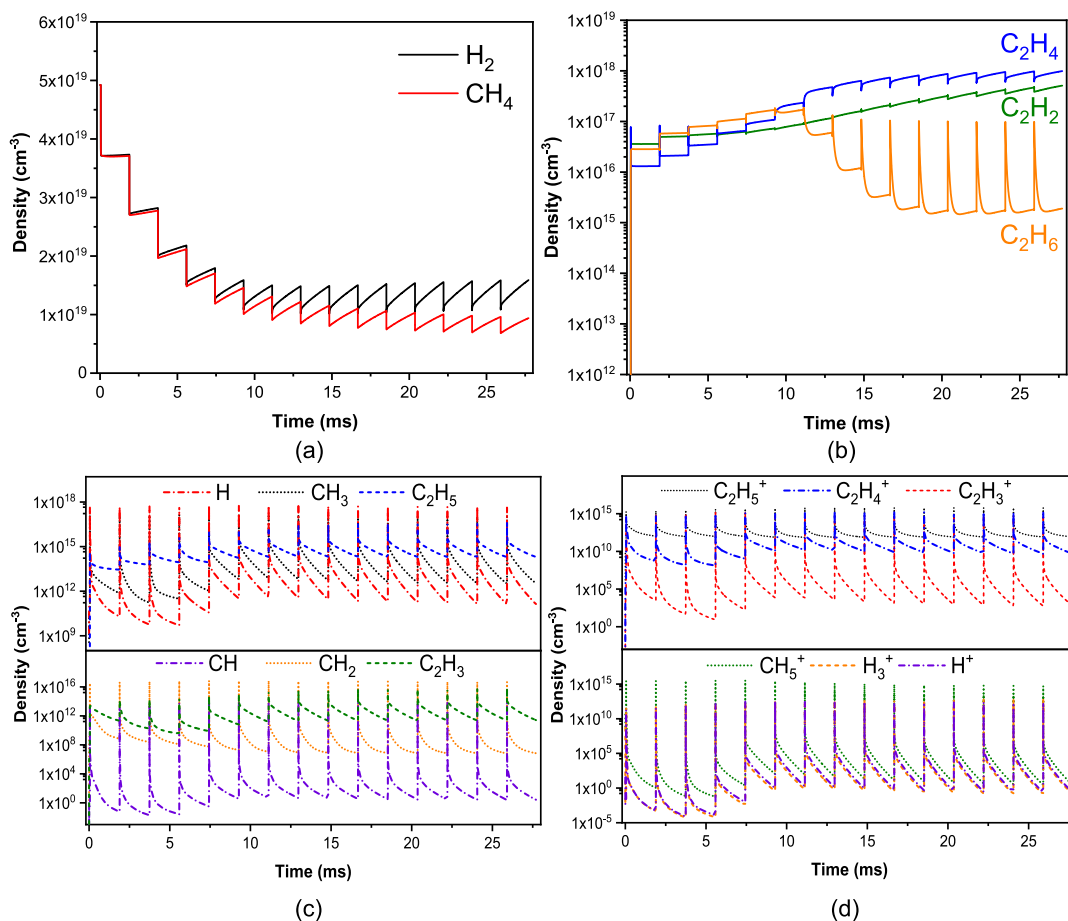 6x10^19
5x10^19
4x10^19
3x10^19
2x10^19
1x10^19
0
Density (cm^-3)
H2
CH4
0 5 10 15 20 25
Time (ms)
(a)
1x10^19
1x10^18
1x10^17
1x10^16
1x10^15
1x10^14
1x10^13
1x10^12
Density (cm^-3)
C2H4
C2H2
C2H6
0 5 10 15 20 25
Time (ms)
(b)
H CH3 C2H5
1x10^18
1x10^15
1x10^12
1x10^9
Density (cm^-3)
CH CH2 C2H3
1x10^16
1x10^12
1x10^8
1x10^4
1x10^0
0 5 10 15 20 25
Time (ms)
(c)
C2H5^+ C2H4^+ C2H3^+
1x10^15
1x10^10
1x10^5
1x10^0
Density (cm^-3)
CH5^+ H3^+ H^+
1x10^15
1x10^10
1x10^5
1x10^0
1x10^-5
0 5 10 15 20 25
Time (ms)
(d)